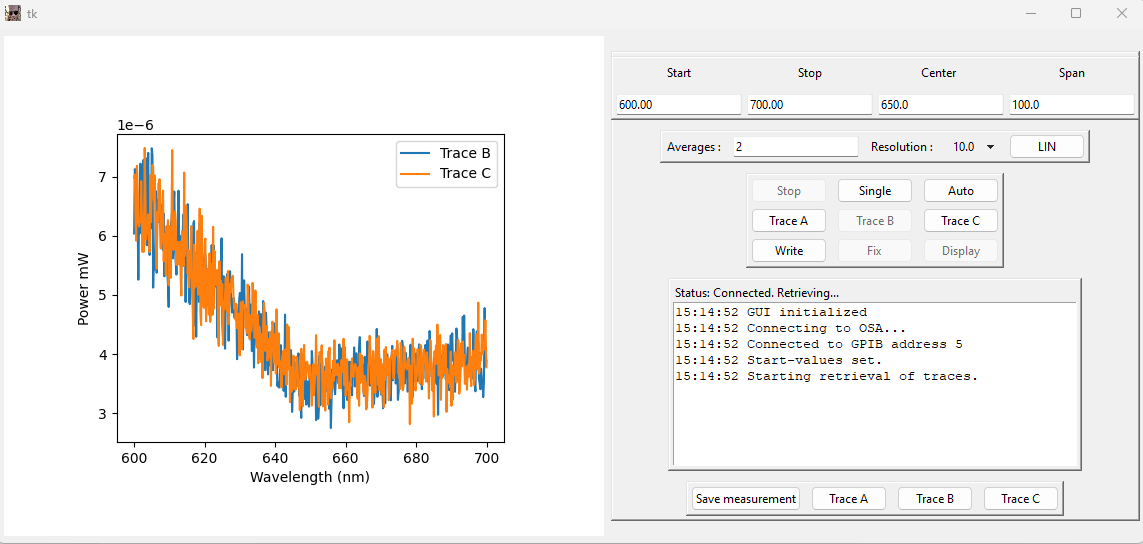 tk
1e−6
Trace B
Trace C
7
6
5
4
3
Power mW
600 620 640 660 680 700
Wavelength (nm)
Start Stop Center Span
600.00 700.00 650.0 100.0
Averages : 2 Resolution : 10.0 LIN
Stop Single Auto
Trace A Trace B Trace C
Write Fix Display
Status: Connected. Retrieving...
15:14:52 GUI initialized
15:14:52 Connecting to OSA...
15:14:52 Connected to GPIB address 5
15:14:52 Start-values set.
15:14:52 Starting retrieval of traces.
Save measurement Trace A Trace B Trace C